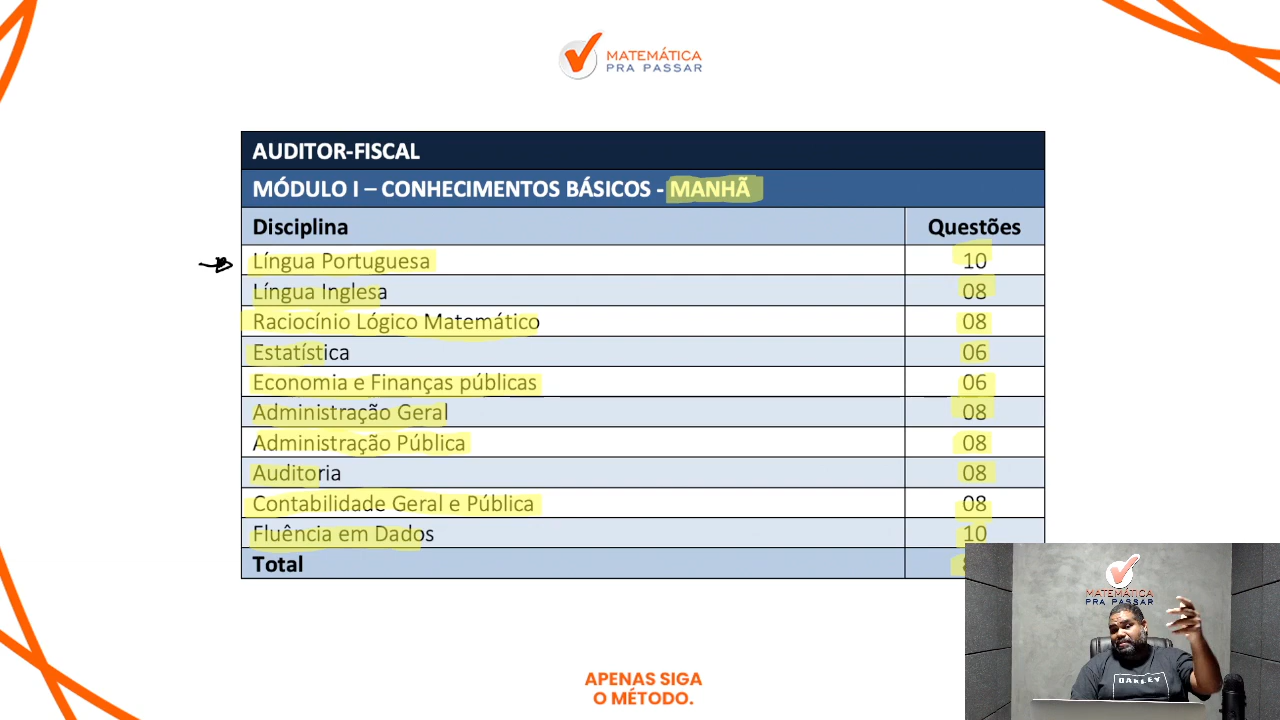 MATEMÁTICA
PRA PASSAR
AUDITOR-FISCAL
MÓDULO I – CONHECIMENTOS BÁSICOS - MANHÃ
Disciplina Questões
Língua Portuguesa 10
Língua Inglesa 08
Raciocínio Lógico Matemático 08
Estatística 06
Economia e Finanças públicas 06
Administração Geral 08
Administração Pública 08
Auditoria 08
Contabilidade Geral e Pública 08
Fluência em Dados 10
Total
MATEMÁTICA
PRA PASSAR
OAKLEY
APENAS SIGA
O MÉTODO.